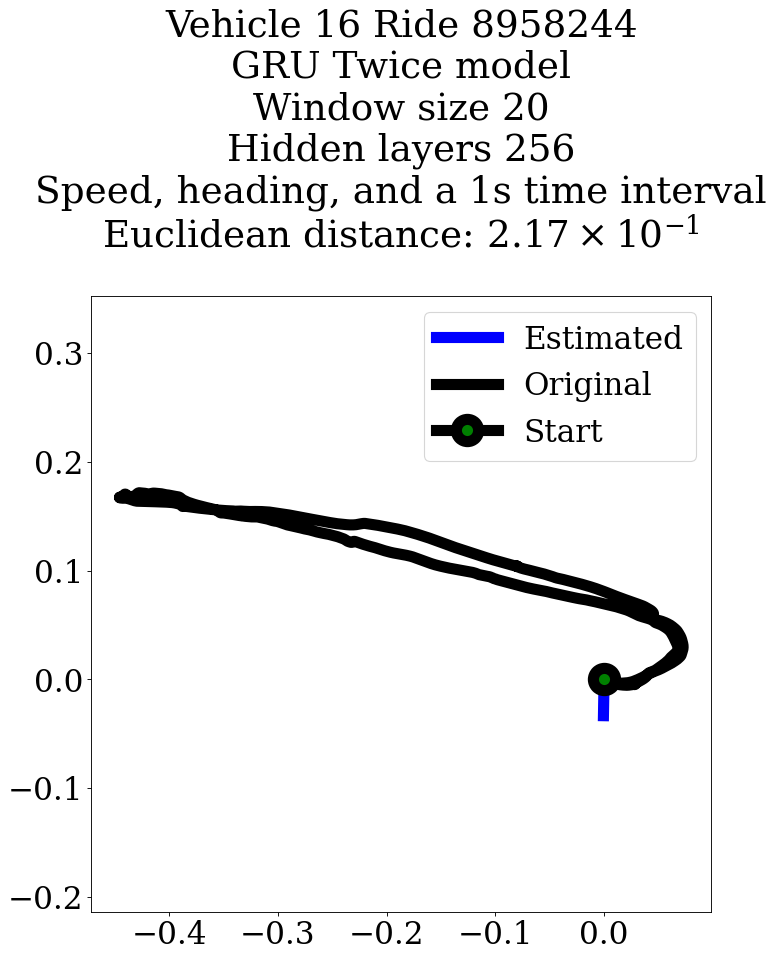 Vehicle 16 Ride 8958244
GRU Twice model
Window size 20
Hidden layers 256
Speed, heading, and a 1s time interval
Euclidean distance: 2.17 × 10⁻¹
Estimated
Original
Start
0.3
0.2
0.1
0.0
−0.1
−0.2
−0.4 −0.3 −0.2 −0.1 0.0